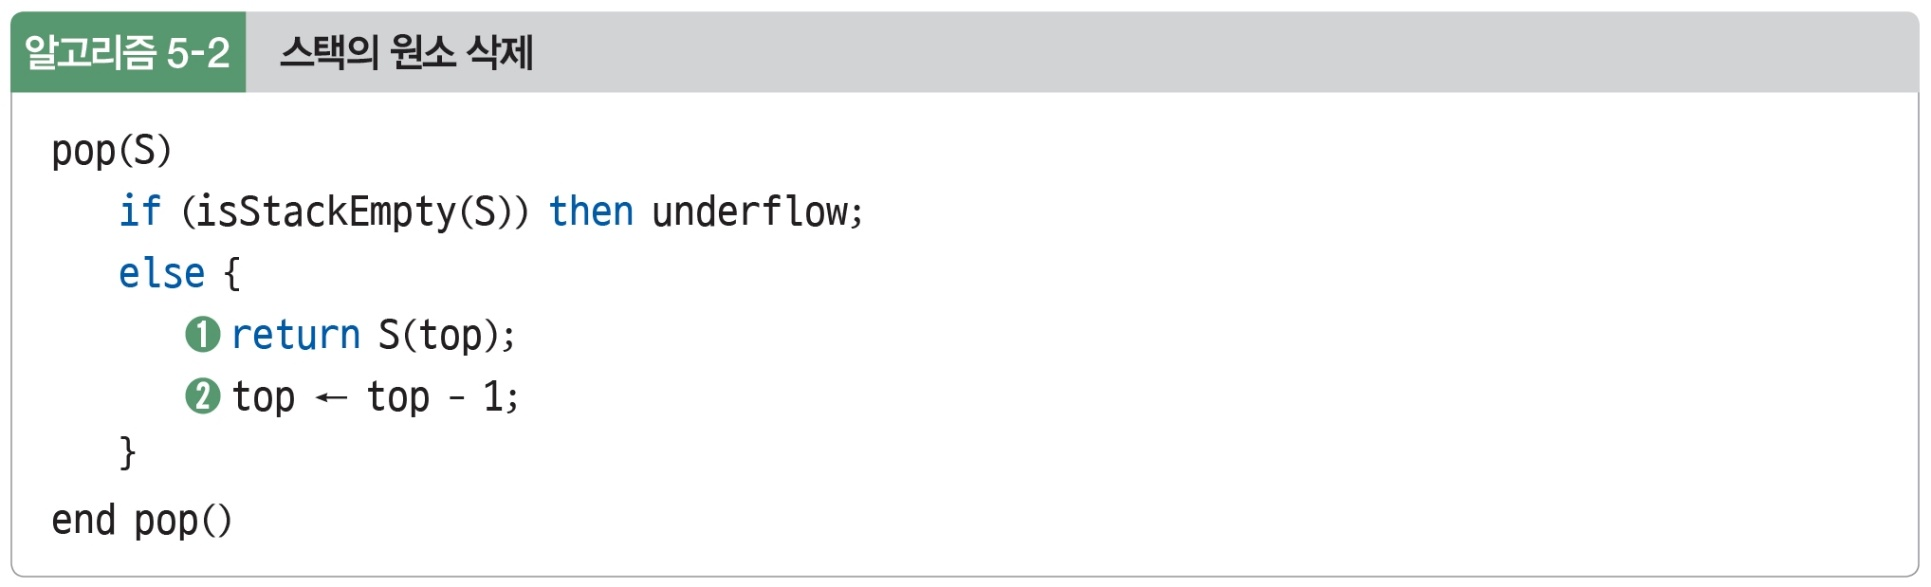 알고리즘 5-2 스택의 원소 삭제
pop(S)
if (isStackEmpty(S)) then underflow;
else {
❶ return S(top);
❷ top ← top - 1;
}
end pop()